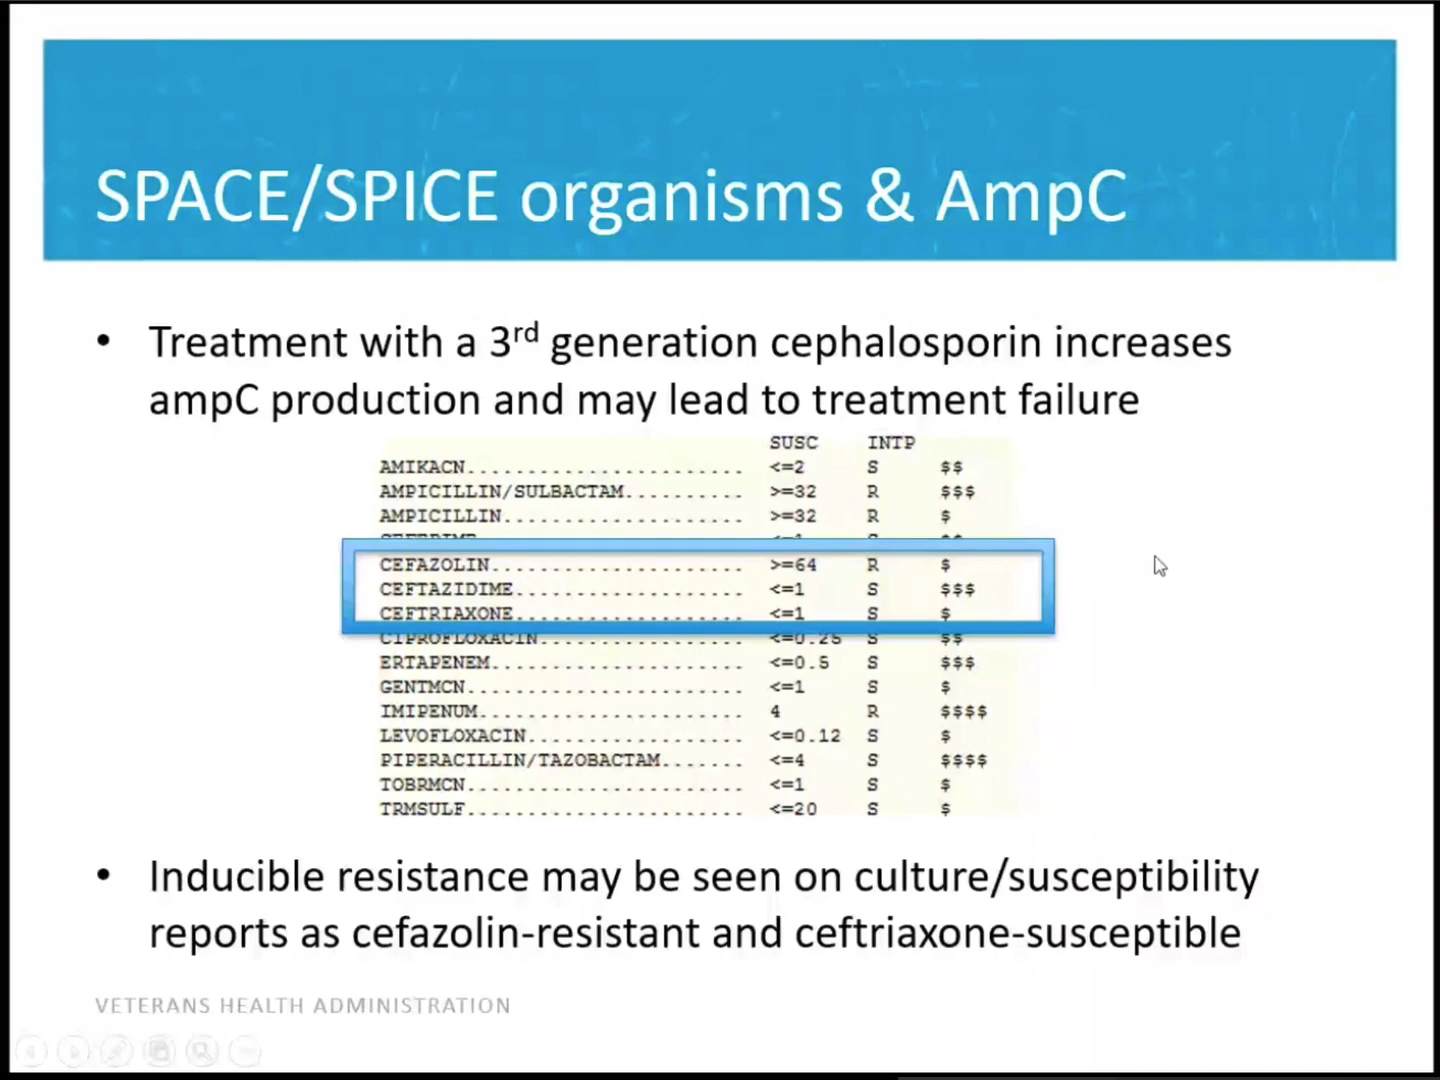 SPACE/SPICE organisms & AmpC
• Treatment with a 3rd generation cephalosporin increases
ampC production and may lead to treatment failure
SUSC INTP
AMIKACN....................... <=2 S $$
AMPICILLIN/SULBACTAM.......... >=32 R $$$
AMPICILLIN.................... >=32 R $
CEFEPIME <=1 S $$
CEFAZOLIN..................... >=64 R $
CEFTAZIDIME................... <=1 S $$$
CEFTRIAXONE................... <=1 S $
CIPROFLOXACIN................. <=0.25 S $$
ERTAPENEM..................... <=0.5 S $$$
GENTMCN....................... <=1 S $
IMIPENUM...................... 4 R $$$$
LEVOFLOXACIN.................. <=0.12 S $
PIPERACILLIN/TAZOBACTAM....... <=4 S $$$$
TOBRMCN....................... <=1 S $
TRMSULF....................... <=20 S $
• Inducible resistance may be seen on culture/susceptibility
reports as cefazolin-resistant and ceftriaxone-susceptible
VETERANS HEALTH ADMINISTRATION